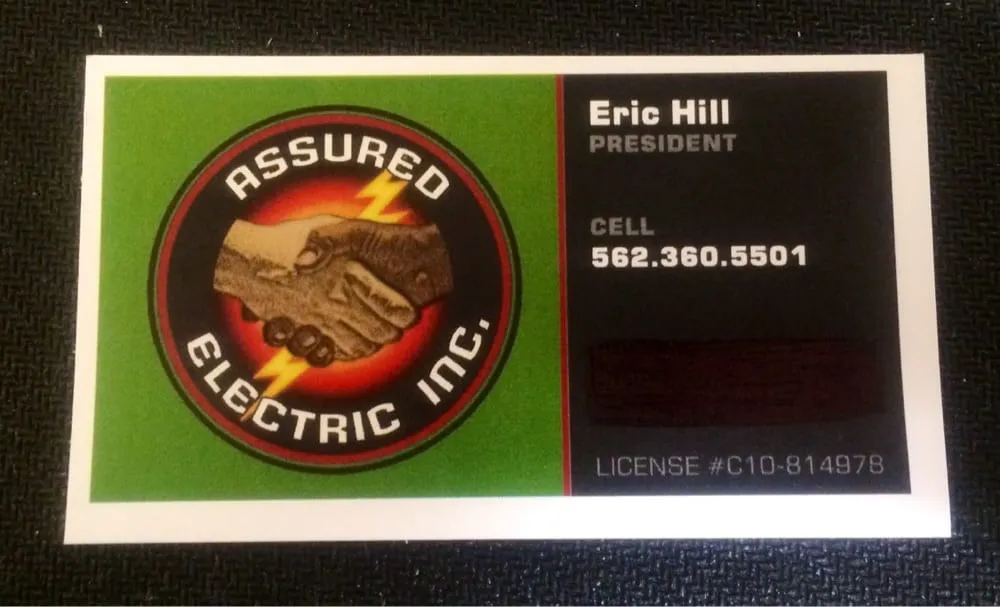 ASSURED
ELECTRIC INC.
Eric Hill
PRESIDENT
CELL
562.360.5501
LICENSE #C10-814978